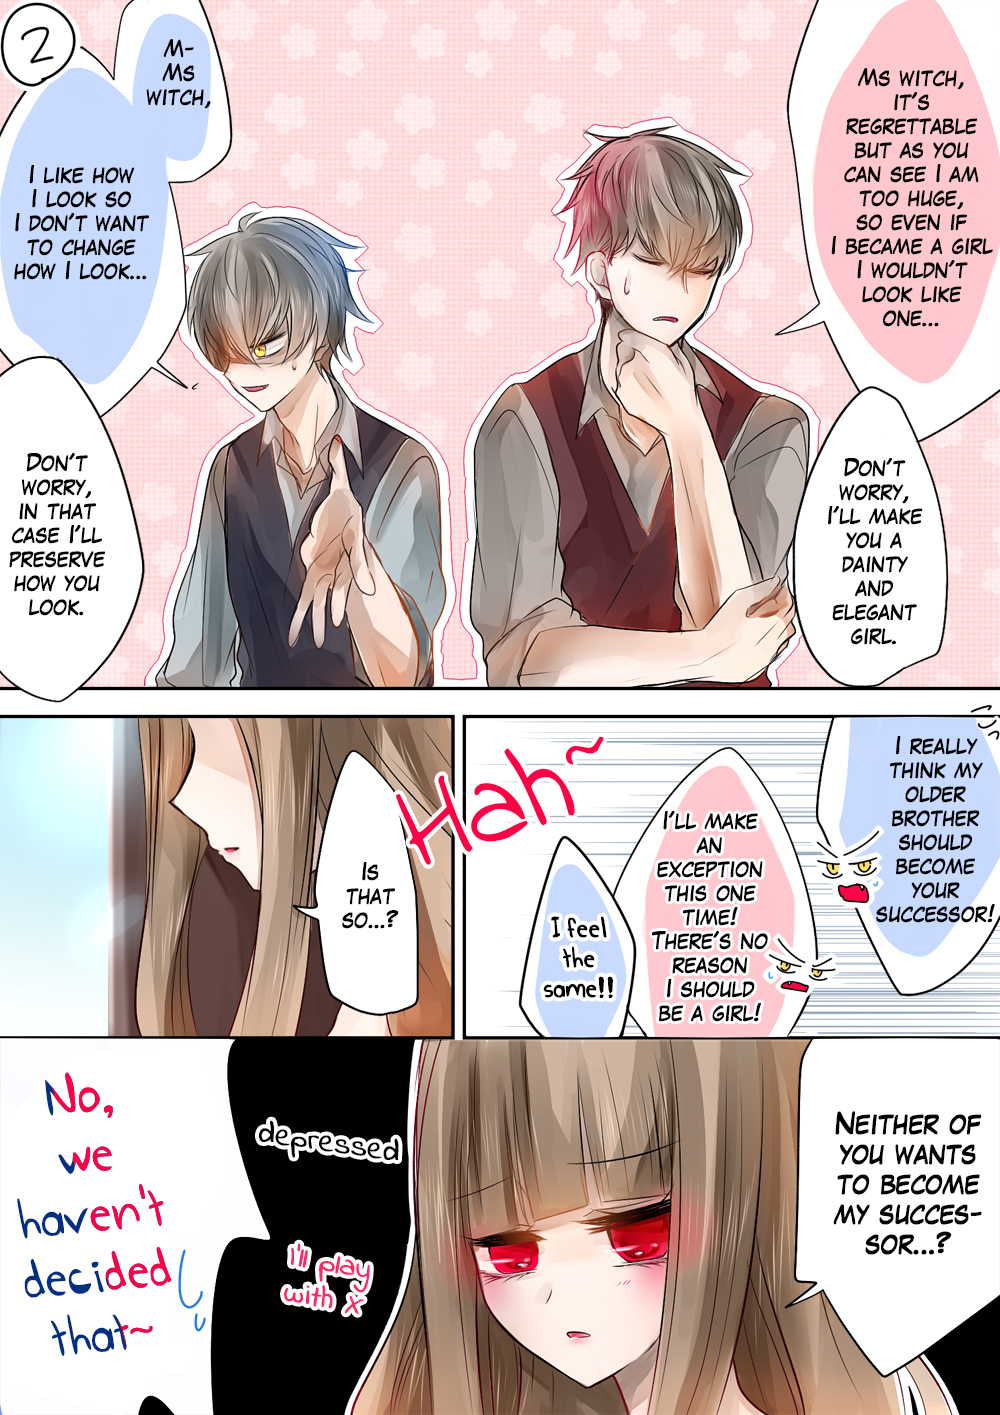 2
Ms witch,
it's
regrettable
but as you
can see I am
too huge,
so even if
I became a girl
I wouldn't
look like
one...
Don't
worry,
I'll make
you a
dainty
and
elegant
girl.
M-
Ms
witch,
I like how
I look so
I don't want
to change
how I look...
Don't
worry,
in that
case I'll
preserve
how you
look.
I really
think my
older
brother
should
become
your
successor!
I'll make
an
exception
this one
time!
There's no
reason
I should
be a girl!
I feel
the
same!!
Hah~
Is
that
so...?
Neither of
you wants
to become
my succes-
sor...?
depressed
I'll play
with x
No,
we
haven't
decided
that~